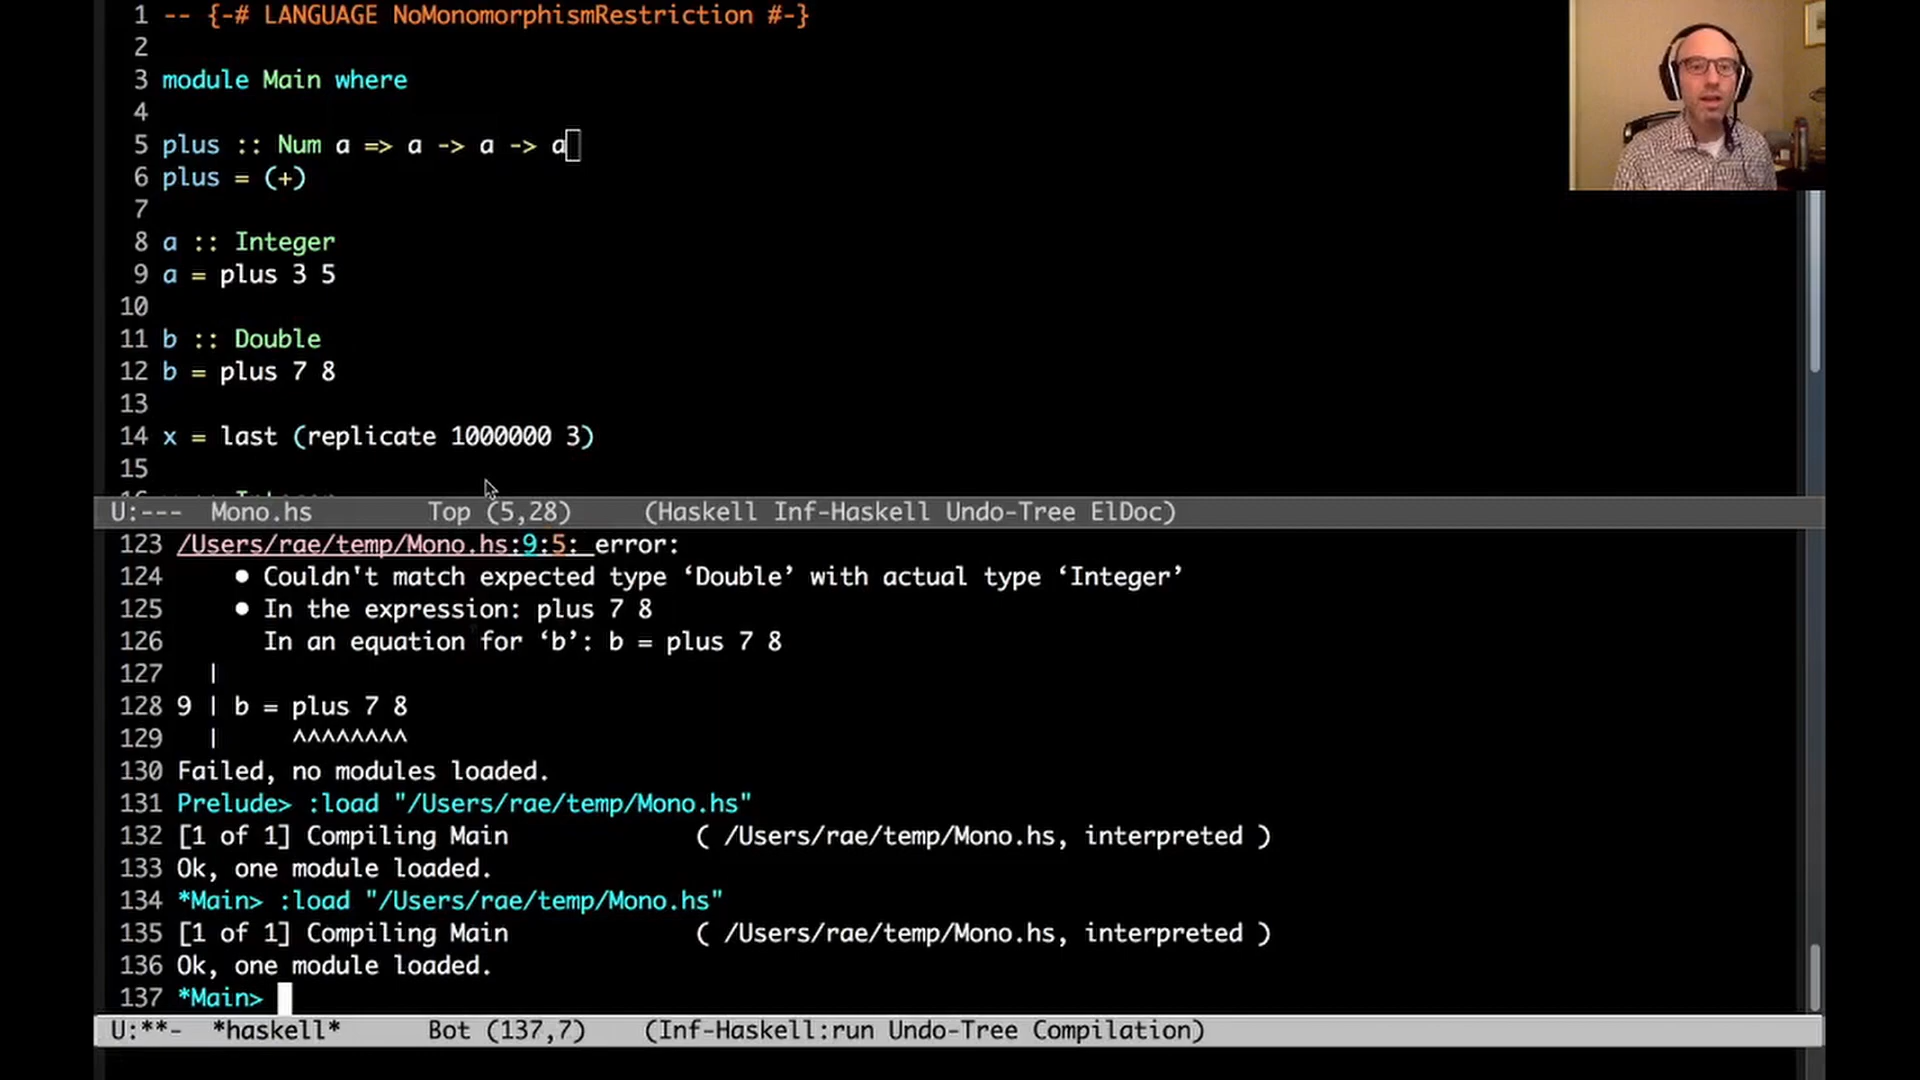 1 -- {-# LANGUAGE NoMonomorphismRestriction #-}
2
3 module Main where
4
5 plus :: Num a => a -> a -> a
6 plus = (+)
7
8 a :: Integer
9 a = plus 3 5
10
11 b :: Double
12 b = plus 7 8
13
14 x = last (replicate 1000000 3)
15
U:--- Mono.hs Top (5,28) (Haskell Inf-Haskell Undo-Tree ElDoc)
123 /Users/rae/temp/Mono.hs:9:5: error:
124 • Couldn't match expected type ‘Double’ with actual type ‘Integer’
125 • In the expression: plus 7 8
126 In an equation for ‘b’: b = plus 7 8
127 |
128 9 | b = plus 7 8
129 | ^^^^^^^^
130 Failed, no modules loaded.
131 Prelude> :load "/Users/rae/temp/Mono.hs"
132 [1 of 1] Compiling Main ( /Users/rae/temp/Mono.hs, interpreted )
133 Ok, one module loaded.
134 *Main> :load "/Users/rae/temp/Mono.hs"
135 [1 of 1] Compiling Main ( /Users/rae/temp/Mono.hs, interpreted )
136 Ok, one module loaded.
137 *Main>
U:**- *haskell* Bot (137,7) (Inf-Haskell:run Undo-Tree Compilation)